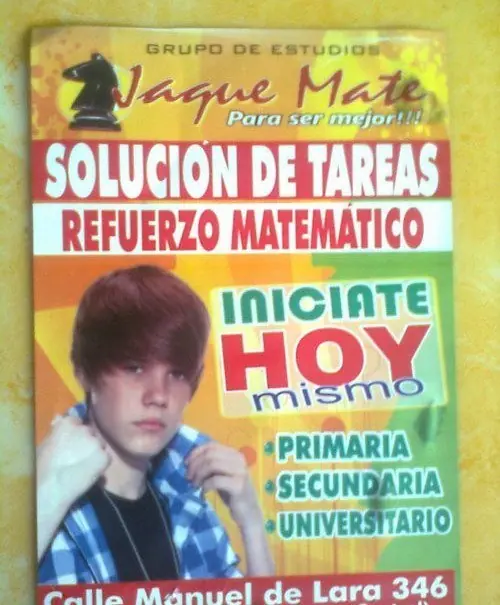 GRUPO DE ESTUDIOS
Jaque Mate
Para ser mejor!!!
SOLUCIÓN DE TAREAS
REFUERZO MATEMÁTICO
INICIATE
HOY
mismo
PRIMARIA
SECUNDARIA
UNIVERSITARIO
Calle Manuel de Lara 346